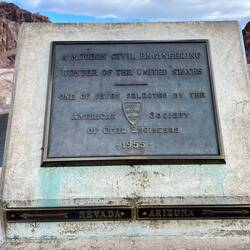 A MODERN CIVIL ENGINEERING
WONDER OF THE UNITED STATES
ONE OF SEVEN SELECTED BY THE
AMERICAN SOCIETY
OF CIVIL ENGINEERS
-1955-
NEVADA ARIZONA